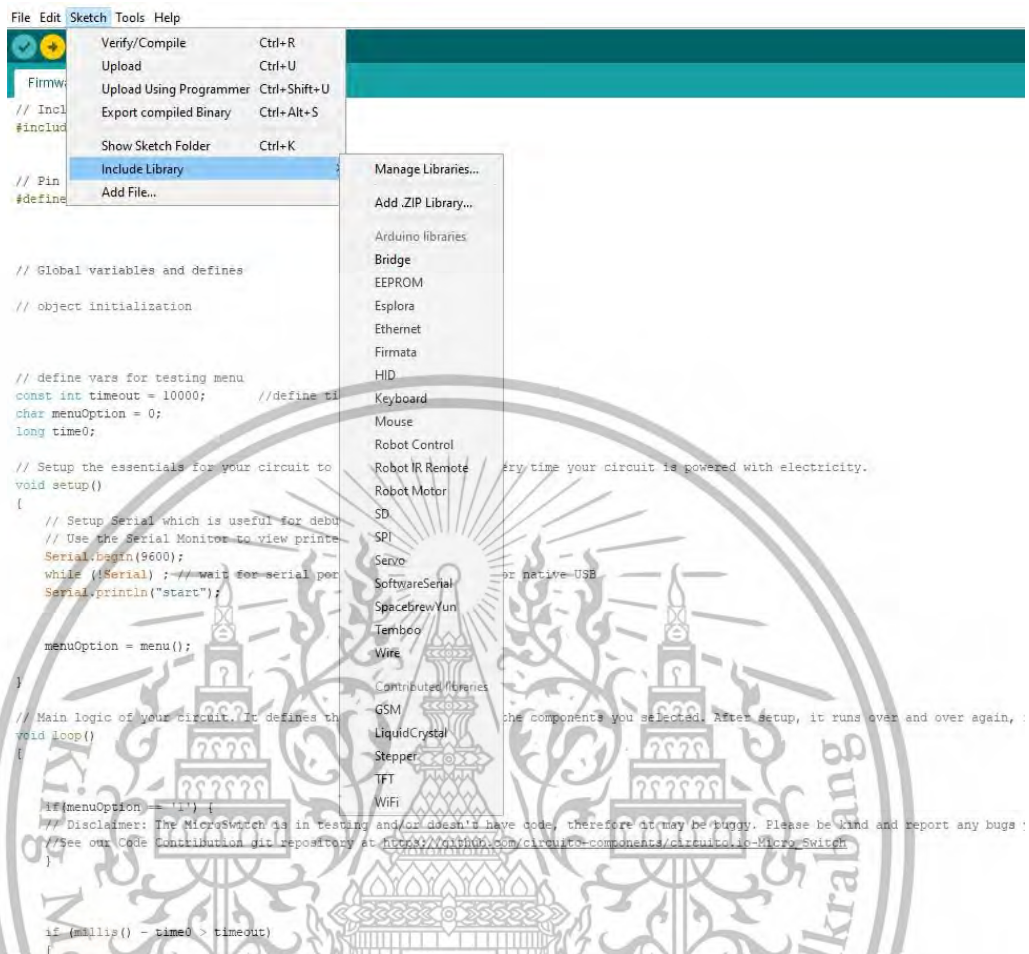 File Edit Sketch Tools Help
Verify/Compile Ctrl+R
Upload Ctrl+U
Upload Using Programmer Ctrl+Shift+U
Export compiled Binary Ctrl+Alt+S
Show Sketch Folder Ctrl+K
Include Library
Add File...
Manage Libraries...
Add .ZIP Library...
Arduino libraries
Bridge
EEPROM
Esplora
Ethernet
Firmata
HID
Keyboard
Mouse
Robot Control
Robot IR Remote
Robot Motor
SD
SPI
Servo
SoftwareSerial
SpacebrewYun
Temboo
Wire
Contributed libraries
GSM
LiquidCrystal
Stepper
TFT
WiFi
Firmwa
// Incl
#includ
// Pin
#define
// Global variables and defines
// object initialization
// define vars for testing menu
const int timeout = 10000; //define ti
char menuOption = 0;
long time0;
// Setup the essentials for your circuit to ery time your circuit is powered with electricity.
void setup()
{
// Setup Serial which is useful for debu
// Use the Serial Monitor to view printe
Serial.begin(9600);
while (!Serial) ; // wait for serial por or native USB
Serial.println("start");
menuOption = menu();
}
// Main logic of your circuit. It defines th he components you selected. After setup, it runs over and over again,
void loop()
{
if(menuOption == '1') {
// Disclaimer: The MicroSwitch is in testing and/or doesn't have code, therefore it may be buggy. Please be kind and report any bugs
//See our Code Contribution git repository at https://github.com/circuito-components/circuito.io-Micro_Switch
}
if (millis() - time0 > timeout)
{
King
krabang